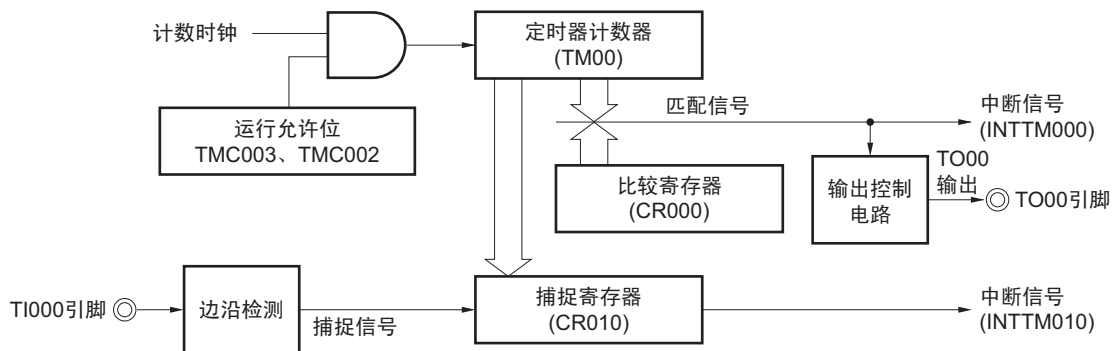 计数时钟
定时器计数器
(TM00)
匹配信号
中断信号
(INTTM000)
运行允许位
TMC003、TMC002
比较寄存器
(CR000)
输出控制
电路
TO00
输出
TO00引脚
TI000引脚
边沿检测
捕捉信号
捕捉寄存器
(CR010)
中断信号
(INTTM010)